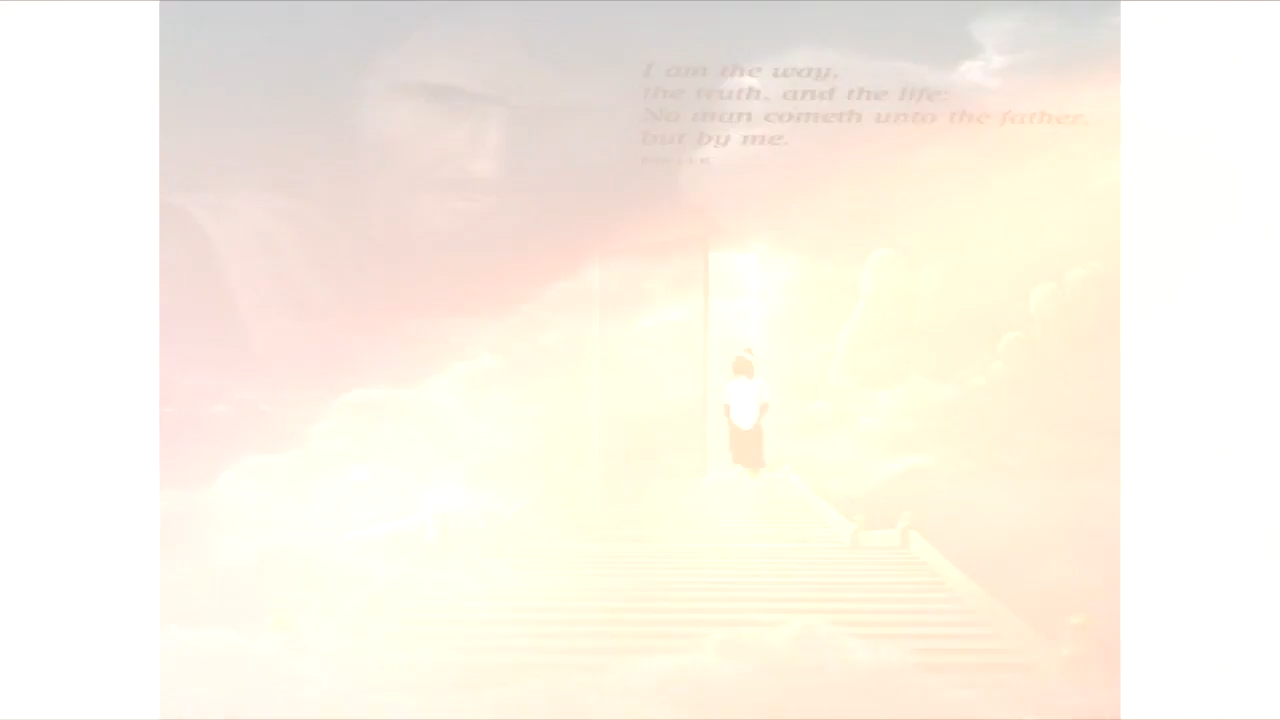 I am the way,
the truth, and the life:
No man cometh unto the father,
but by me.